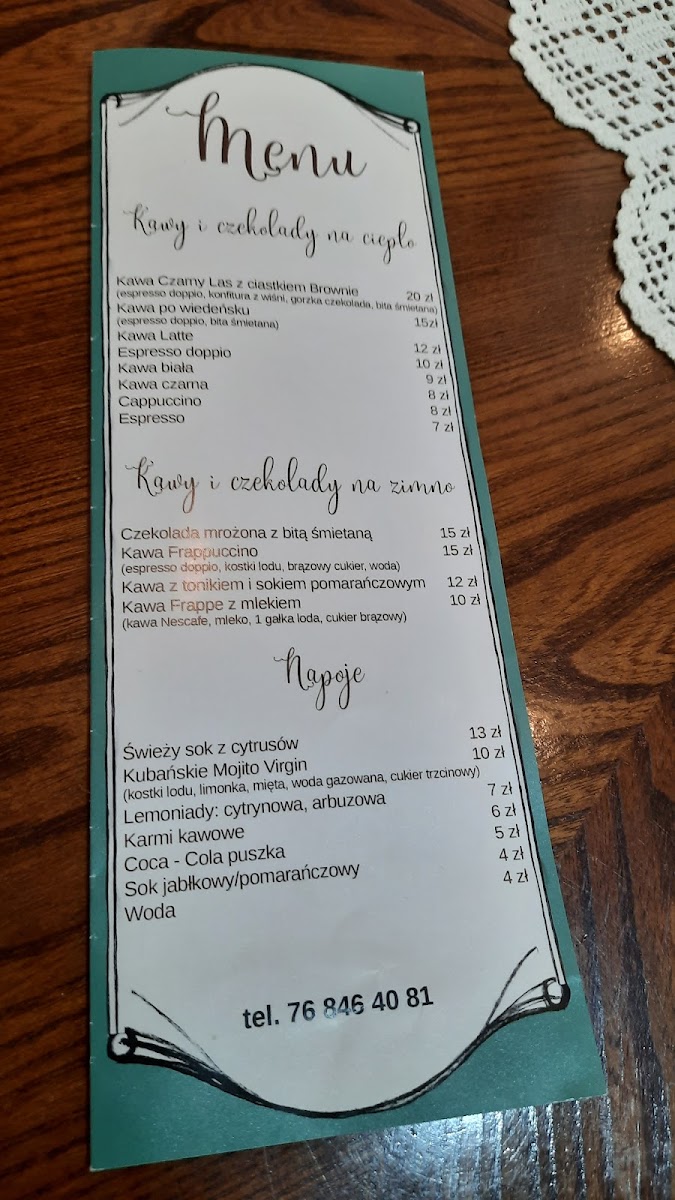 Menu
Kawy i czekolady na ciepło
Kawa Czarny Las z ciastkiem Brownie 20 zł
(espresso doppio, konfitura z wiśni, gorzka czekolada, bita śmietana)
Kawa po wiedeńsku 15zł
(espresso doppio, bita śmietana)
Kawa Latte 12 zł
Espresso doppio 10 zł
Kawa biała 9 zł
Kawa czarna 8 zł
Cappuccino 8 zł
Espresso 7 zł
Kawy i czekolady na zimno
Czekolada mrożona z bitą śmietaną 15 zł
Kawa Frappuccino 15 zł
(espresso doppio, kostki lodu, brązowy cukier, woda)
Kawa z tonikiem i sokiem pomarańczowym 12 zł
Kawa Frappe z mlekiem 10 zł
(kawa Nescafe, mleko, 1 gałka loda, cukier brązowy)
Napoje
Świeży sok z cytrusów 13 zł
Kubańskie Mojito Virgin 10 zł
(kostki lodu, limonka, mięta, woda gazowana, cukier trzcinowy)
Lemoniady: cytrynowa, arbuzowa 7 zł
Karmi kawowe 6 zł
Coca - Cola puszka 5 zł
Sok jabłkowy/pomarańczowy 4 zł
Woda 4 zł
tel. 76 846 40 81